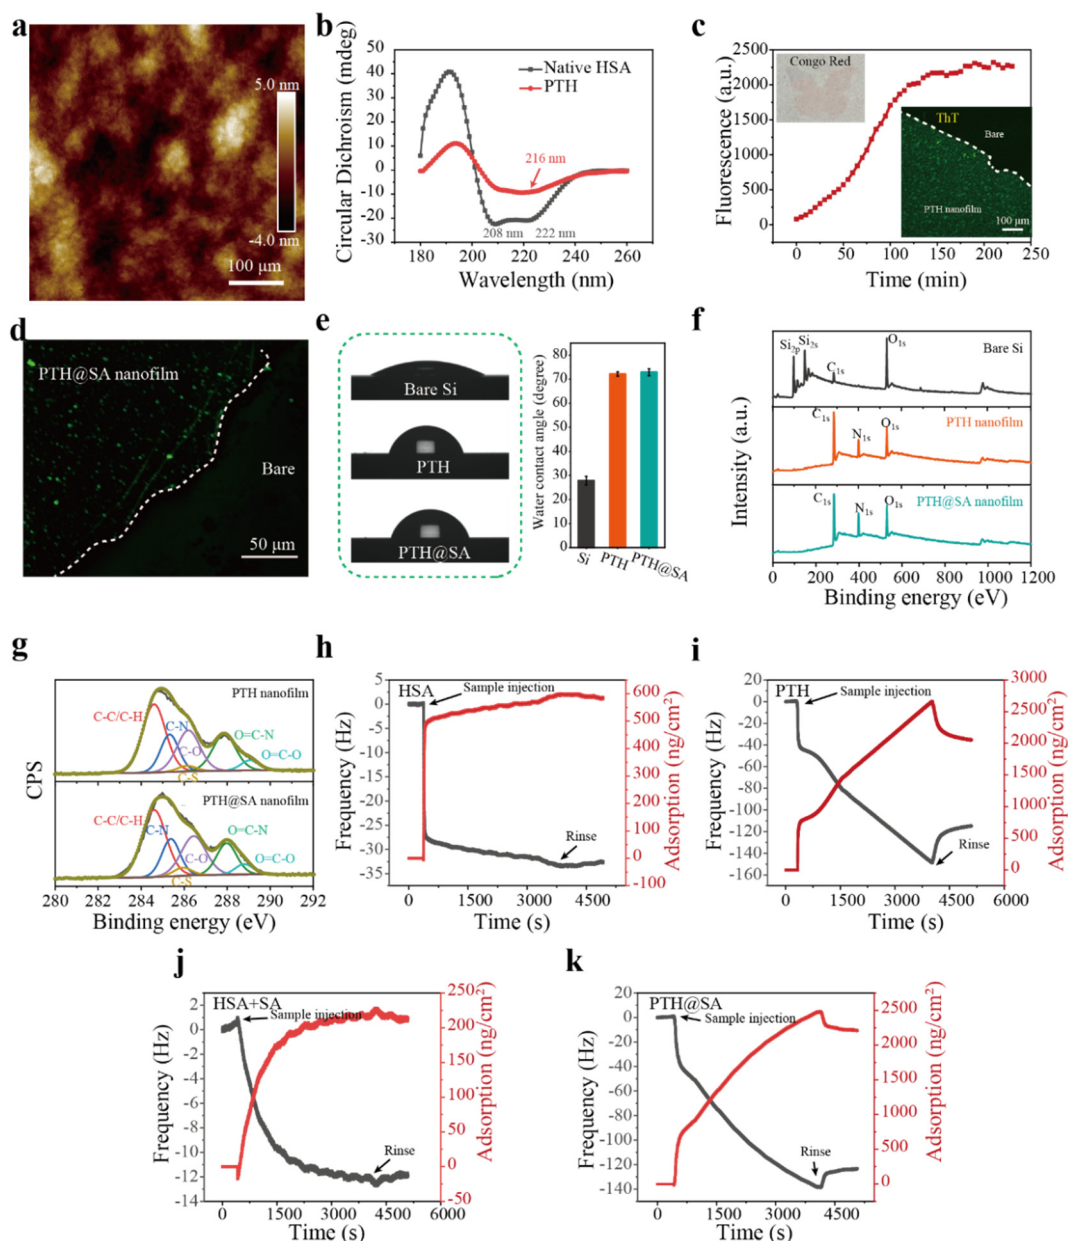 a
5.0 nm
-4.0 nm
100 μm
b
Circular Dichroism (mdeg)
50
40
30
20
10
0
-10
-20
-30
Native HSA
PTH
216 nm
208 nm
222 nm
180
200
220
240
260
Wavelength (nm)
c
Fluorescence (a.u.)
2500
2000
1500
1000
500
0
Congo Red
ThT
Bare
PTH nanofilm
100 μm
0
50
100
150
200
250
Time (min)
d
PTH@SA nanofilm
Bare
50 μm
e
Bare Si
PTH
PTH@SA
Water contact angle (degree)
80
70
60
50
40
30
20
10
0
Si
PTH
PTH@SA
f
Intensity (a.u.)
Si2p
Si2s
C1s
O1s
Bare Si
C1s
N1s
O1s
PTH nanofilm
C1s
N1s
O1s
PTH@SA nanofilm
0
200
400
600
800
1000
1200
Binding energy (eV)
g
CPS
PTH nanofilm
C-C/C-H
C-N
C-O
C-S
O=C-N
O=C-O
PTH@SA nanofilm
C-C/C-H
C-N
C-O
C-S
O=C-N
O=C-O
280
282
284
286
288
290
292
Binding energy (eV)
h
Frequency (Hz)
5
0
-5
-10
-15
-20
-25
-30
-35
HSA
Sample injection
Rinse
600
500
400
300
200
100
0
-100
Adsorption (ng/cm²)
0
1500
3000
4500
Time (s)
i
Frequency (Hz)
20
0
-20
-40
-60
-80
-100
-120
-140
-160
PTH
Sample injection
Rinse
3000
2500
2000
1500
1000
500
0
Adsorption (ng/cm²)
0
1500
3000
4500
6000
Time (s)
j
Frequency (Hz)
2
0
-2
-4
-6
-8
-10
-12
-14
HSA+SA
Sample injection
Rinse
250
200
150
100
50
0
-50
Adsorption (ng/cm²)
0
1500
3000
4500
6000
Time (s)
k
Frequency (Hz)
20
0
-20
-40
-60
-80
-100
-120
-140
PTH@SA
Sample injection
Rinse
2500
2000
1500
1000
500
0
Adsorption (ng/cm²)
0
1500
3000
4500
Time (s)